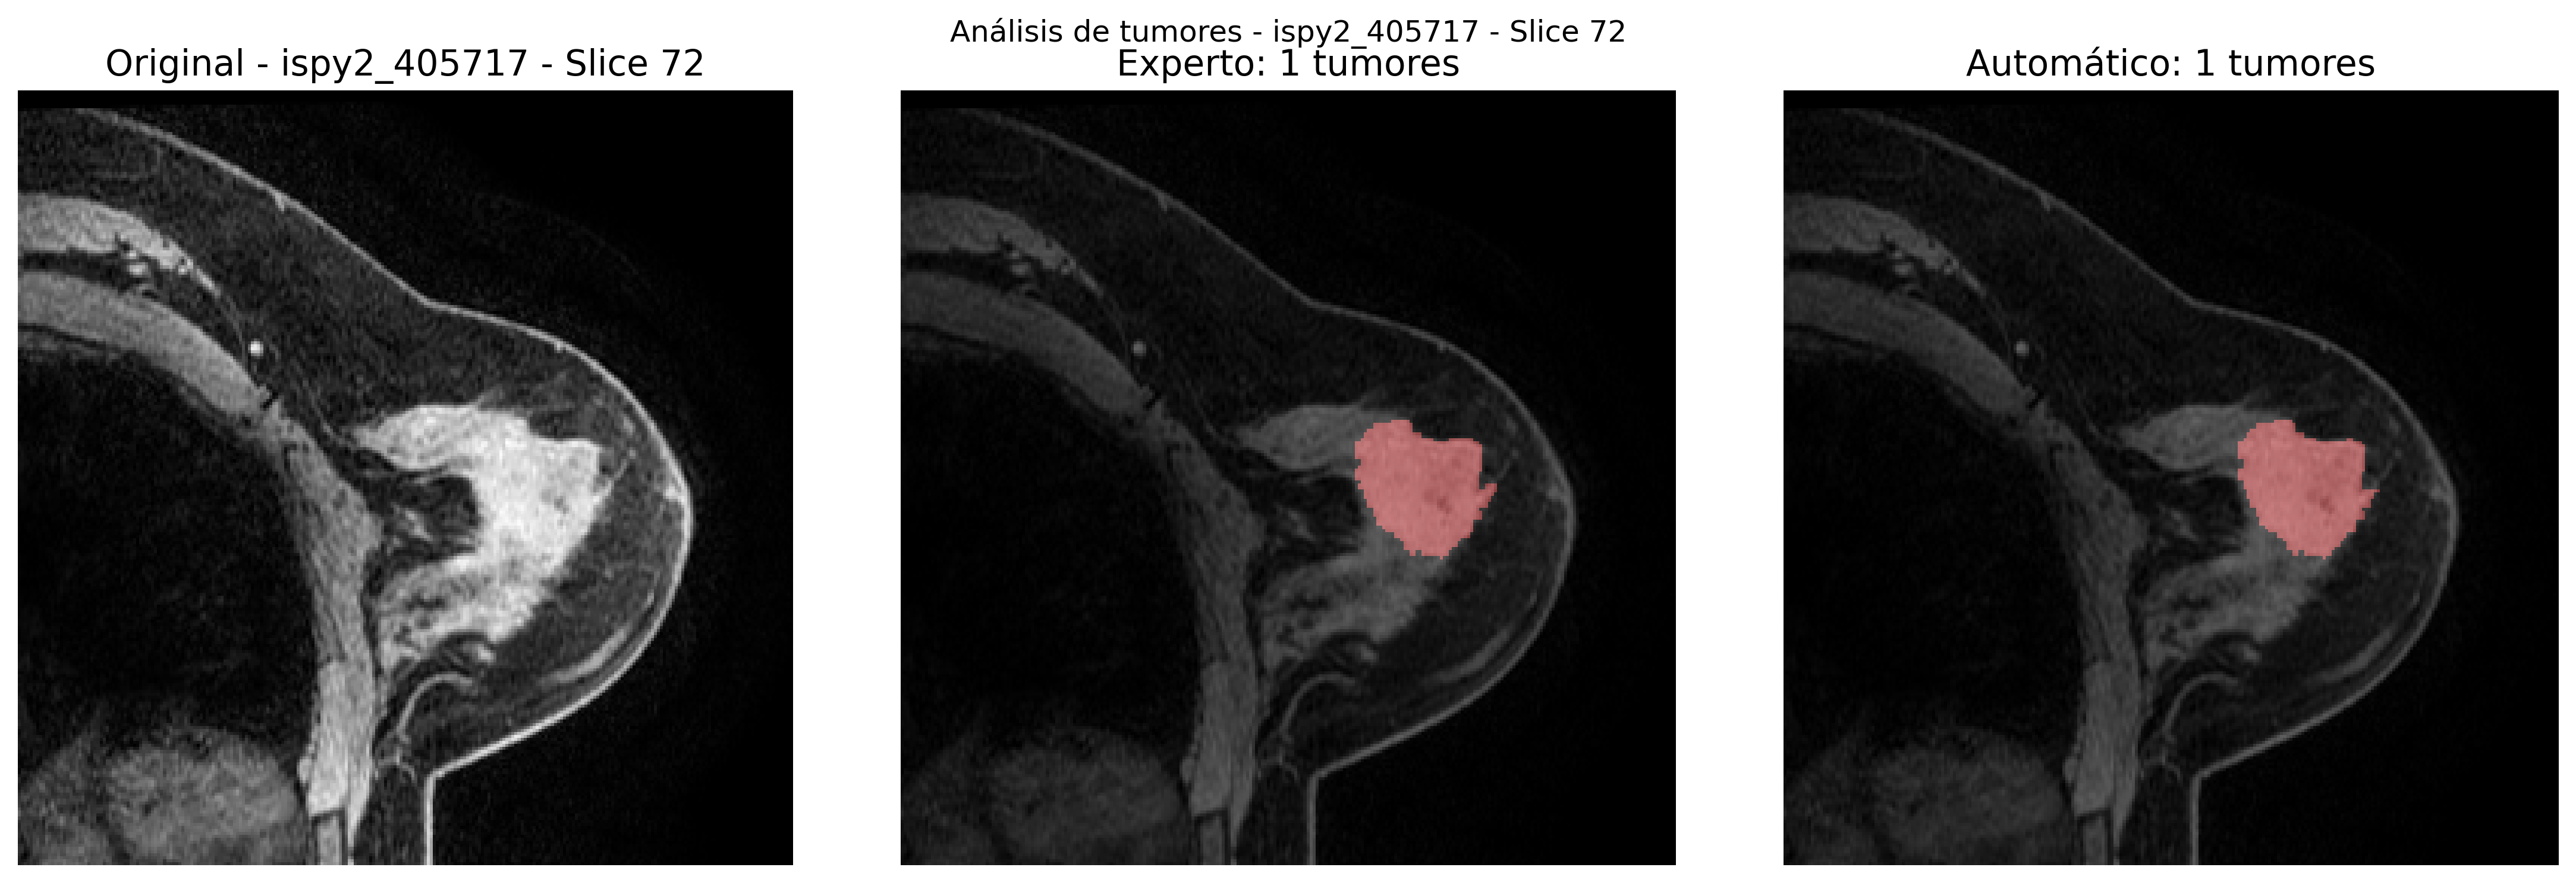 Análisis de tumores - ispy2_405717 - Slice 72
Original - ispy2_405717 - Slice 72
Experto: 1 tumores
Automático: 1 tumores